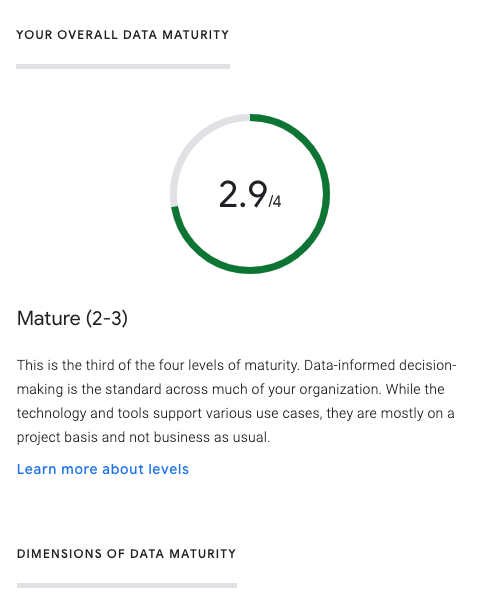 YOUR OVERALL DATA MATURITY
2.9/4
Mature (2-3)
This is the third of the four levels of maturity. Data-informed decision-
making is the standard across much of your organization. While the
technology and tools support various use cases, they are mostly on a
project basis and not business as usual.
Learn more about levels
DIMENSIONS OF DATA MATURITY